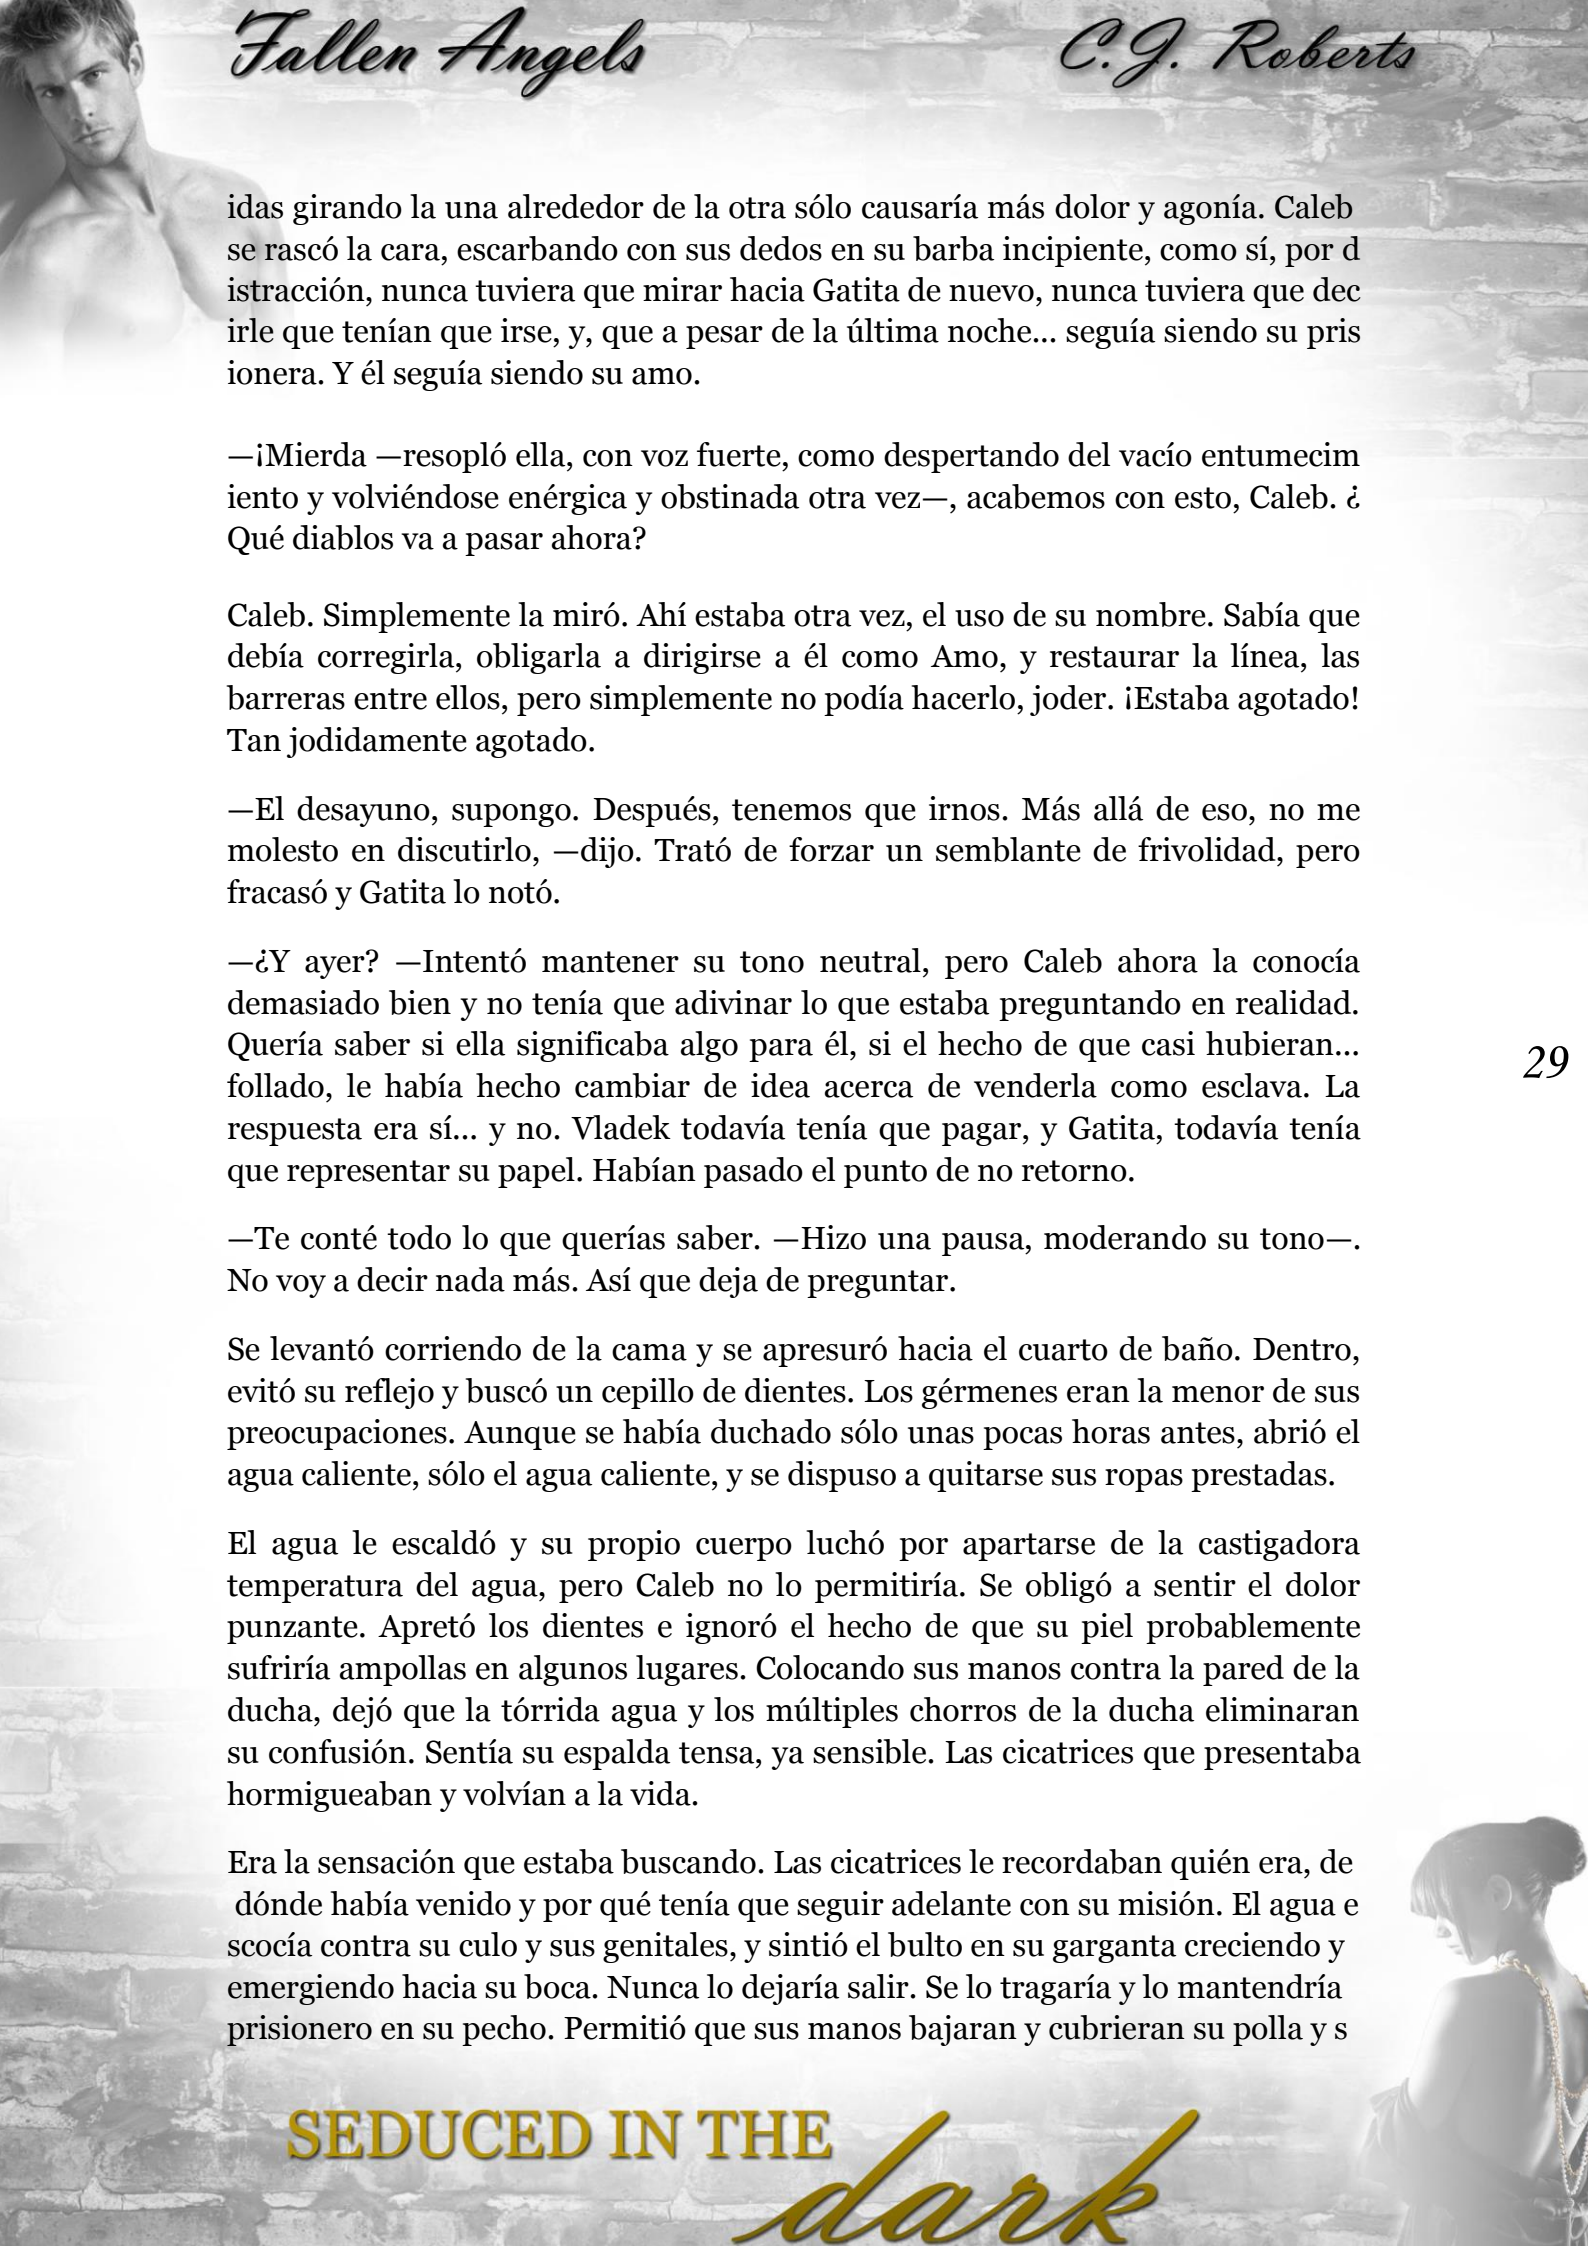 Fallen Angels C.J. Roberts
idas girando la una alrededor de la otra sólo causaría más dolor y agonía. Caleb
se rascó la cara, escarbando con sus dedos en su barba incipiente, como sí, por d
istracción, nunca tuviera que mirar hacia Gatita de nuevo, nunca tuviera que dec
irle que tenían que irse, y, que a pesar de la última noche... seguía siendo su pris
ionera. Y él seguía siendo su amo.
—¡Mierda —resopló ella, con voz fuerte, como despertando del vacío entumecim
iento y volviéndose enérgica y obstinada otra vez—, acabemos con esto, Caleb. ¿
Qué diablos va a pasar ahora?
Caleb. Simplemente la miró. Ahí estaba otra vez, el uso de su nombre. Sabía que
debía corregirla, obligarla a dirigirse a él como Amo, y restaurar la línea, las
barreras entre ellos, pero simplemente no podía hacerlo, joder. ¡Estaba agotado!
Tan jodidamente agotado.
—El desayuno, supongo. Después, tenemos que irnos. Más allá de eso, no me
molesto en discutirlo, —dijo. Trató de forzar un semblante de frivolidad, pero
fracasó y Gatita lo notó.
—¿Y ayer? —Intentó mantener su tono neutral, pero Caleb ahora la conocía
demasiado bien y no tenía que adivinar lo que estaba preguntando en realidad.
Quería saber si ella significaba algo para él, si el hecho de que casi hubieran...
follado, le había hecho cambiar de idea acerca de venderla como esclava. La
respuesta era sí... y no. Vladek todavía tenía que pagar, y Gatita, todavía tenía
que representar su papel. Habían pasado el punto de no retorno.
29
—Te conté todo lo que querías saber. —Hizo una pausa, moderando su tono—.
No voy a decir nada más. Así que deja de preguntar.
Se levantó corriendo de la cama y se apresuró hacia el cuarto de baño. Dentro,
evitó su reflejo y buscó un cepillo de dientes. Los gérmenes eran la menor de sus
preocupaciones. Aunque se había duchado sólo unas pocas horas antes, abrió el
agua caliente, sólo el agua caliente, y se dispuso a quitarse sus ropas prestadas.
El agua le escaldó y su propio cuerpo luchó por apartarse de la castigadora
temperatura del agua, pero Caleb no lo permitiría. Se obligó a sentir el dolor
punzante. Apretó los dientes e ignoró el hecho de que su piel probablemente
sufriría ampollas en algunos lugares. Colocando sus manos contra la pared de la
ducha, dejó que la tórrida agua y los múltiples chorros de la ducha eliminaran
su confusión. Sentía su espalda tensa, ya sensible. Las cicatrices que presentaba
hormigueaban y volvían a la vida.
Era la sensación que estaba buscando. Las cicatrices le recordaban quién era, de
dónde había venido y por qué tenía que seguir adelante con su misión. El agua e
scocía contra su culo y sus genitales, y sintió el bulto en su garganta creciendo y
emergiendo hacia su boca. Nunca lo dejaría salir. Se lo tragaría y lo mantendría
prisionero en su pecho. Permitió que sus manos bajaran y cubrieran su polla y s
SEDUCED IN THE
dark